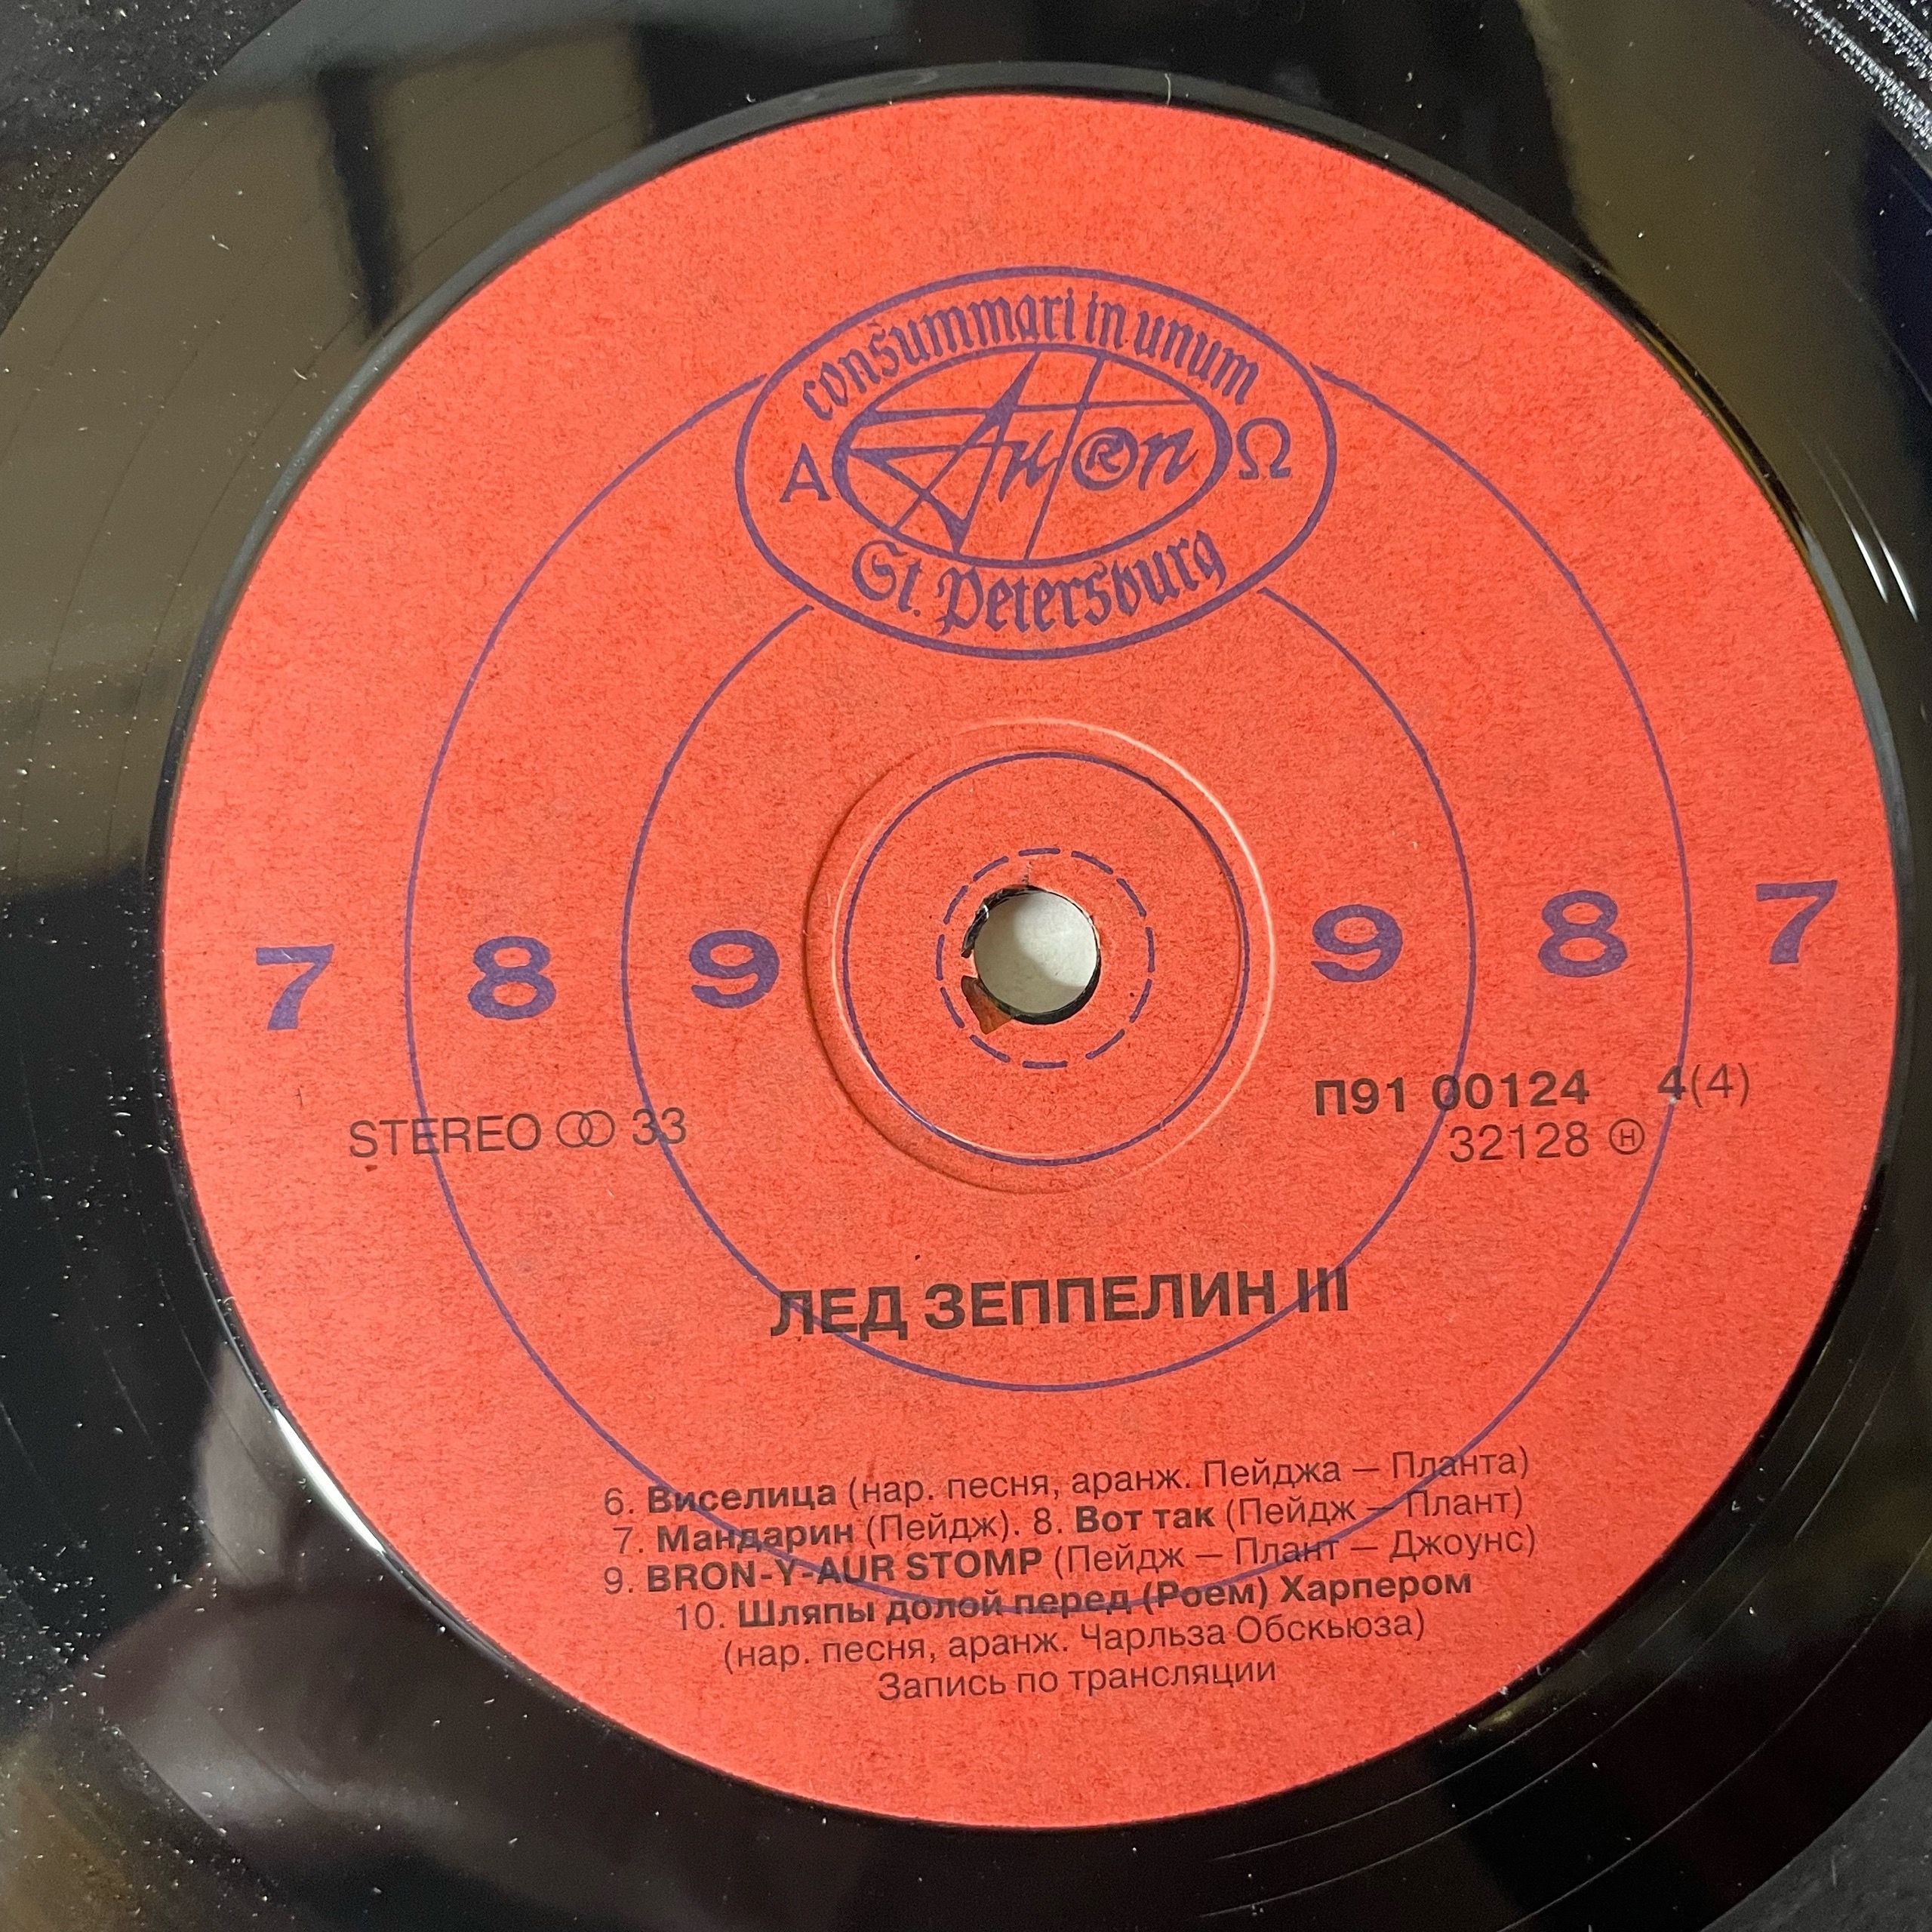 consummari in unum
Α Anton Ω
St. Petersburg
7 8 9 9 8 7
STEREO 33
П91 00124 4(4)
32128 Ⓗ
ЛЕД ЗЕППЕЛИН III
6. Виселица (нар. песня, аранж. Пейджа – Планта)
7. Мандарин (Пейдж). 8. Вот так (Пейдж – Плант)
9. BRON-Y-AUR STOMP (Пейдж – Плант – Джоунс)
10. Шляпы долой перед (Роем) Харпером
(нар. песня, аранж. Чарльза Обскьюза)
Запись по трансляции